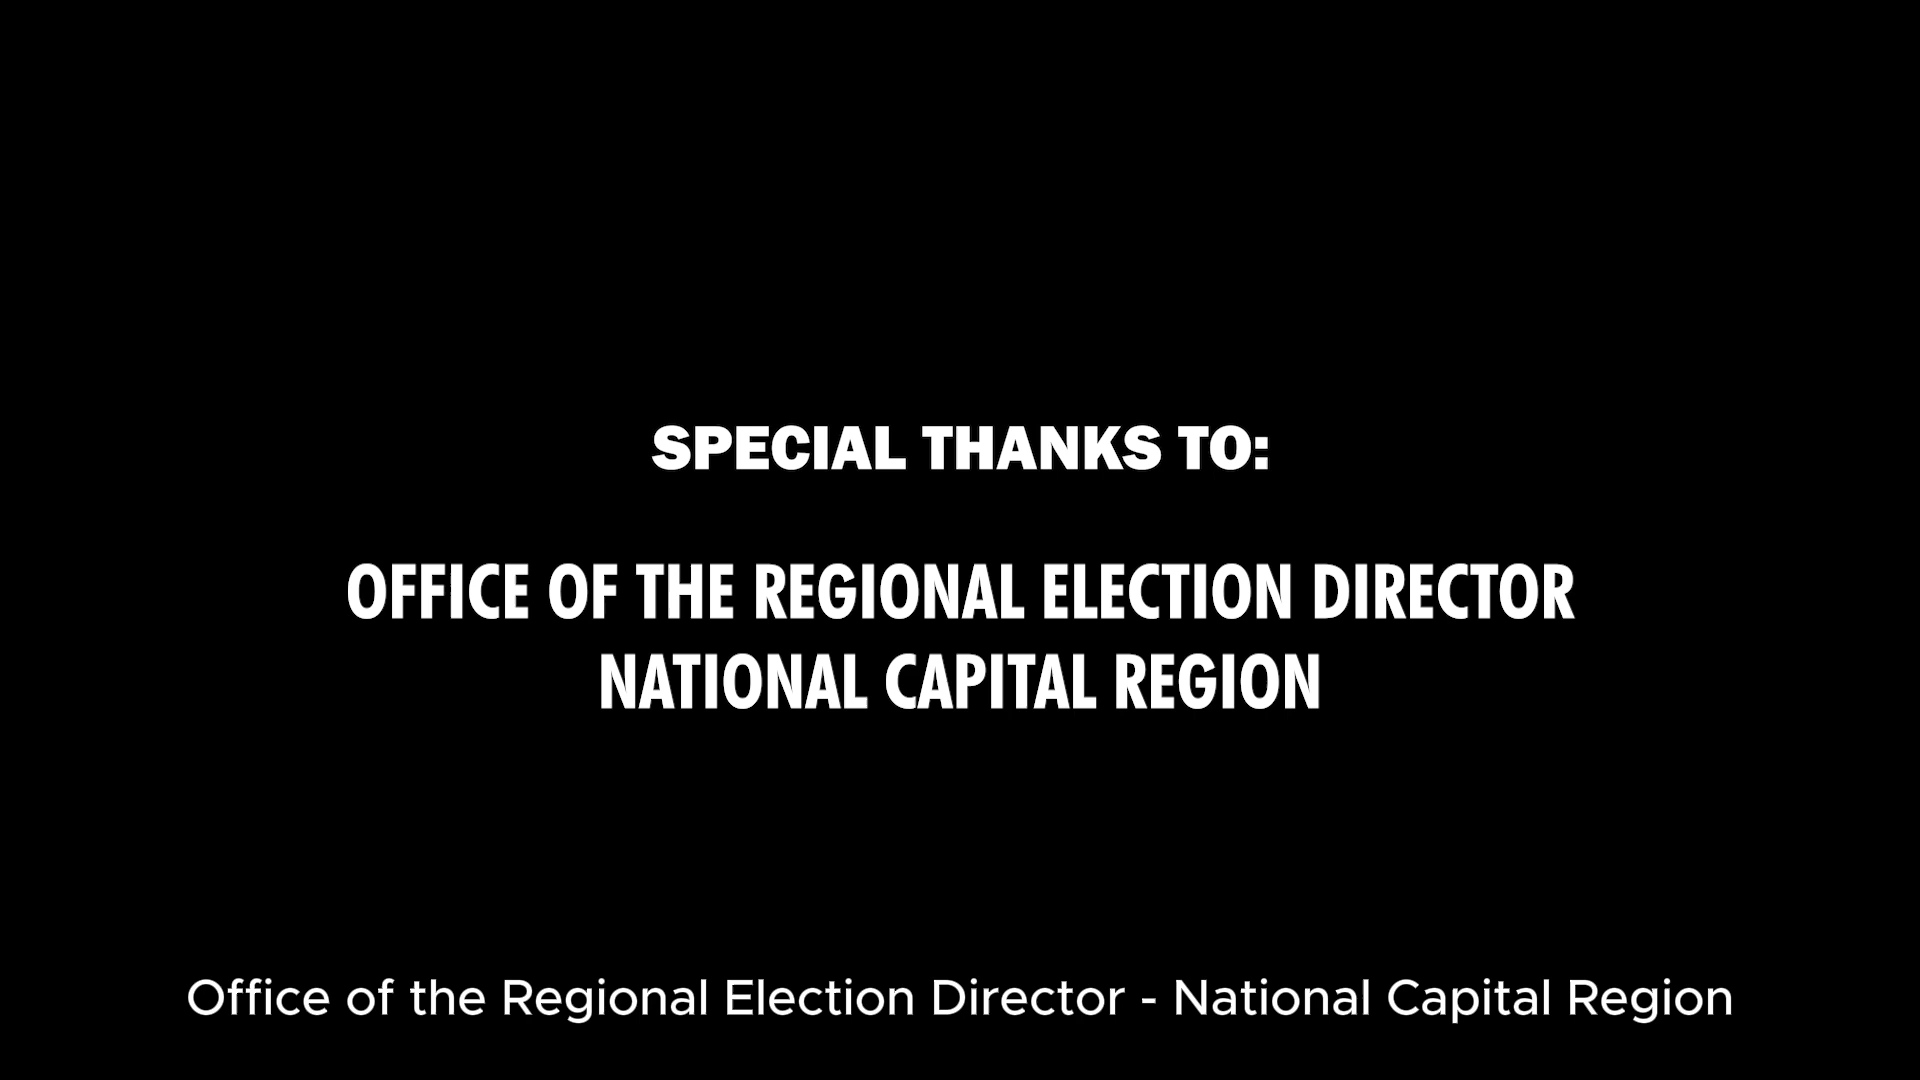 SPECIAL THANKS TO:
OFFICE OF THE REGIONAL ELECTION DIRECTOR
NATIONAL CAPITAL REGION
Office of the Regional Election Director - National Capital Region